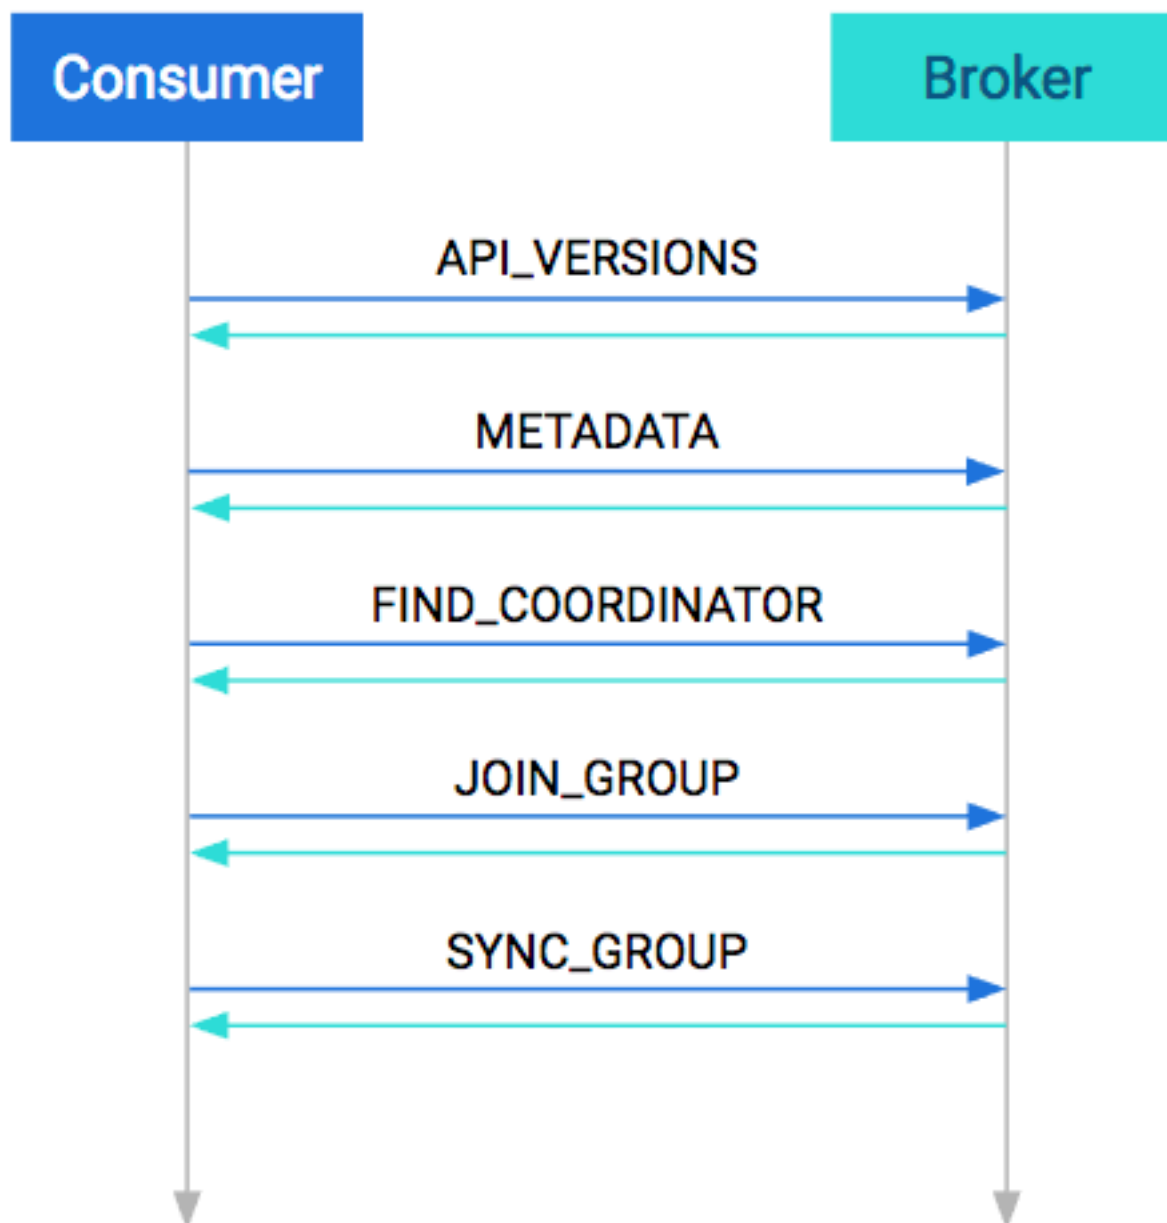 Consumer
Broker
API_VERSIONS
METADATA
FIND_COORDINATOR
JOIN_GROUP
SYNC_GROUP